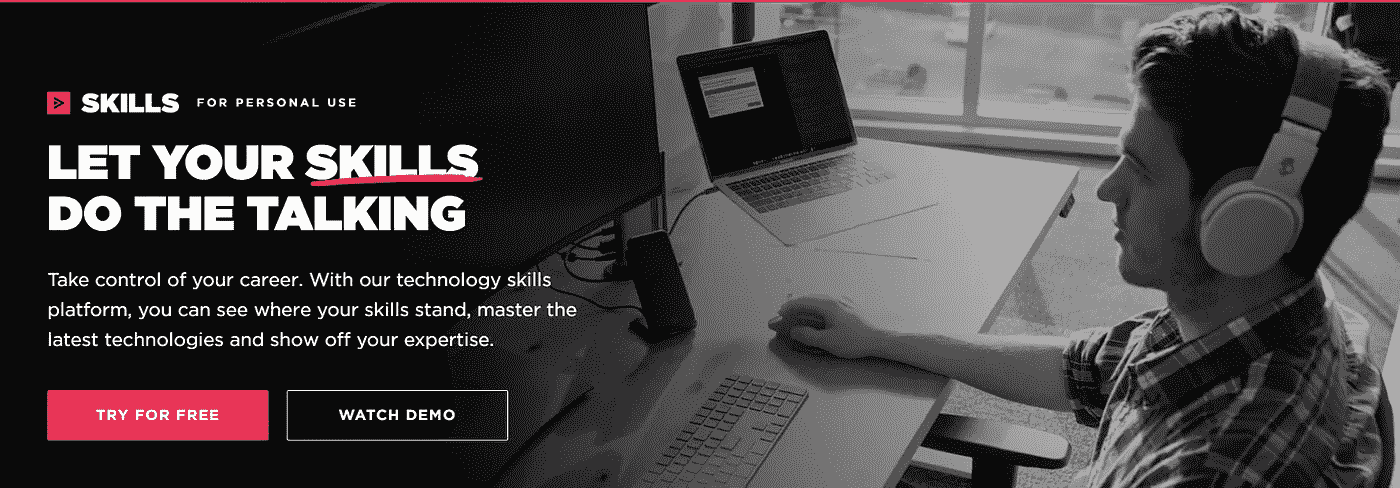 SKILLS FOR PERSONAL USE
LET YOUR SKILLS
DO THE TALKING
Take control of your career. With our technology skills
platform, you can see where your skills stand, master the
latest technologies and show off your expertise.
TRY FOR FREE WATCH DEMO